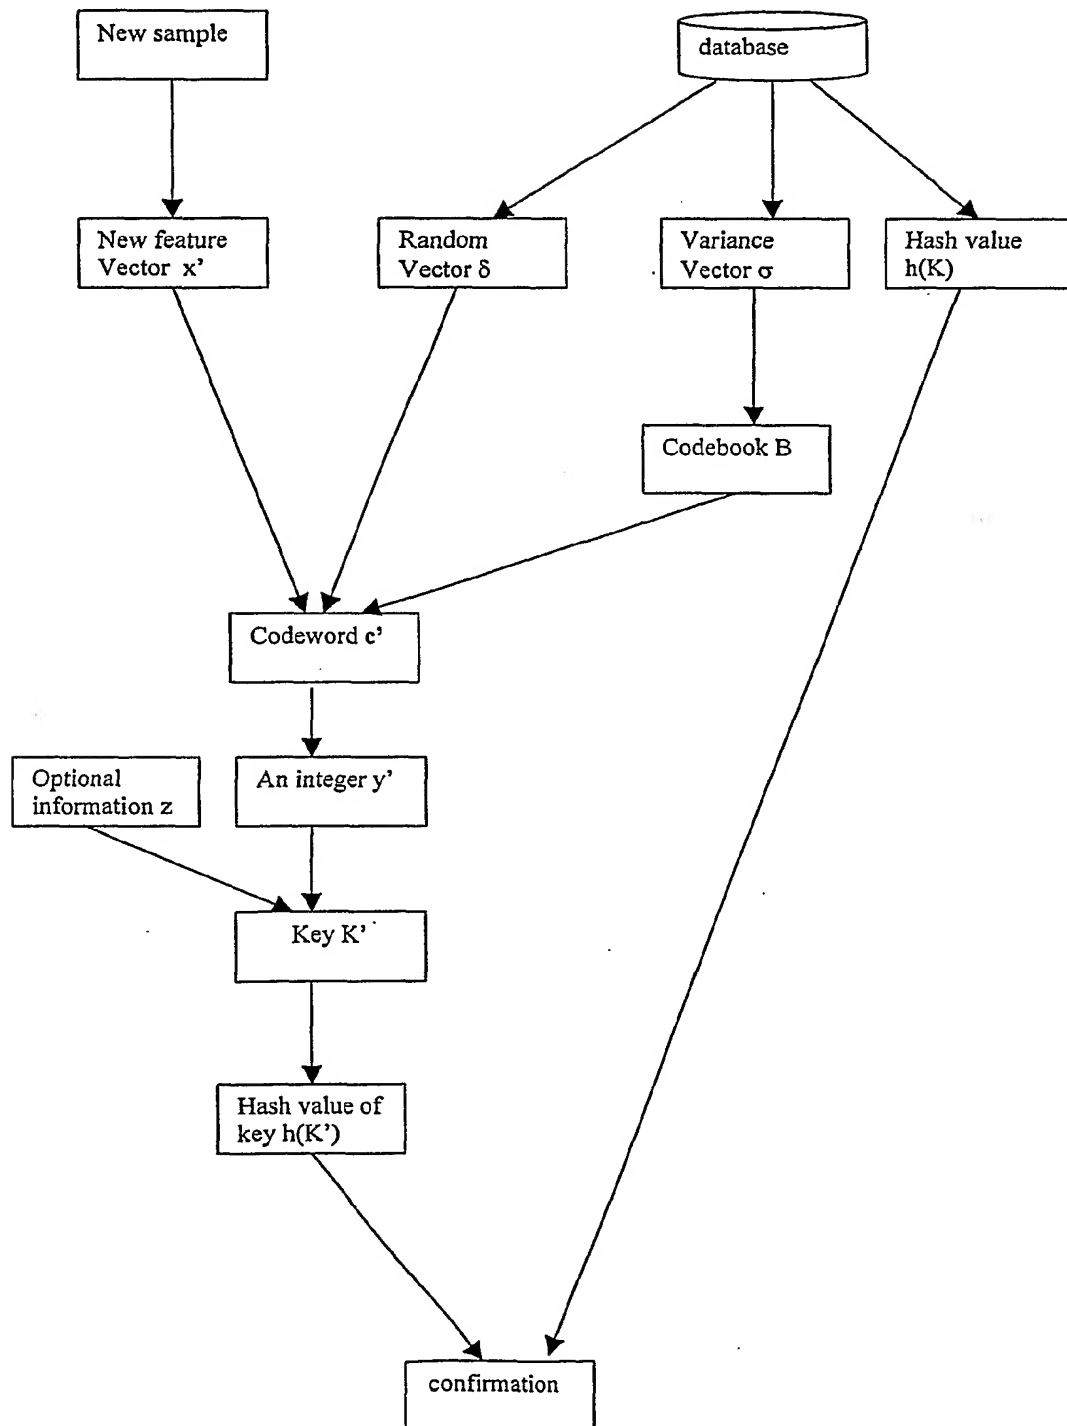 New sample
database
New feature
Vector x'
Random
Vector δ
Variance
Vector σ
Hash value
h(K)
Codebook B
Codeword c'
Optional
information z
An integer y'
Key K'
Hash value of
key h(K')
confirmation